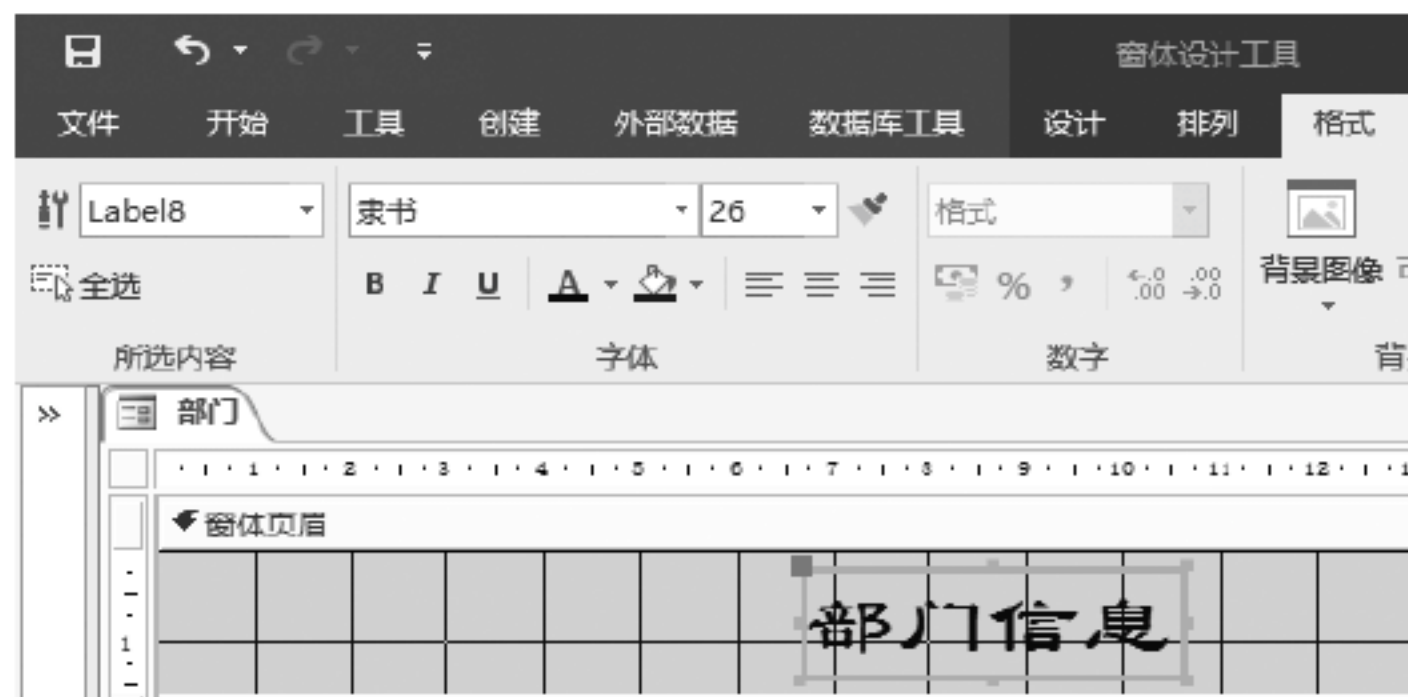 窗体设计工具
文件 开始 工具 创建 外部数据 数据库工具 设计 排列 格式
Label8 隶书 26 格式
全选 B I U A % 背景图像
所选内容 字体 数字 背
部门
1 2 3 4 5 6 7 8 9 10 11 12
窗体页眉
部门信息
1